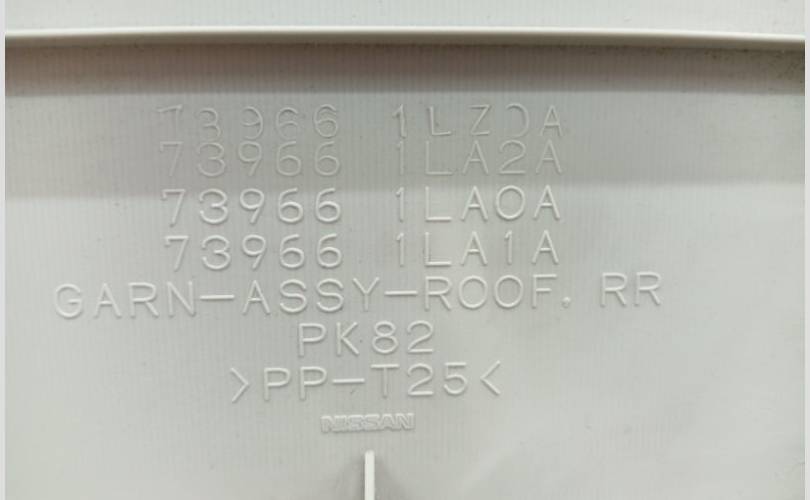 73966 1LZ0A
73966 1LA2A
73966 1LA0A
73966 1LA1A
GARN-ASSY-ROOF. RR
PK82
>PP-T25<
NISSAN